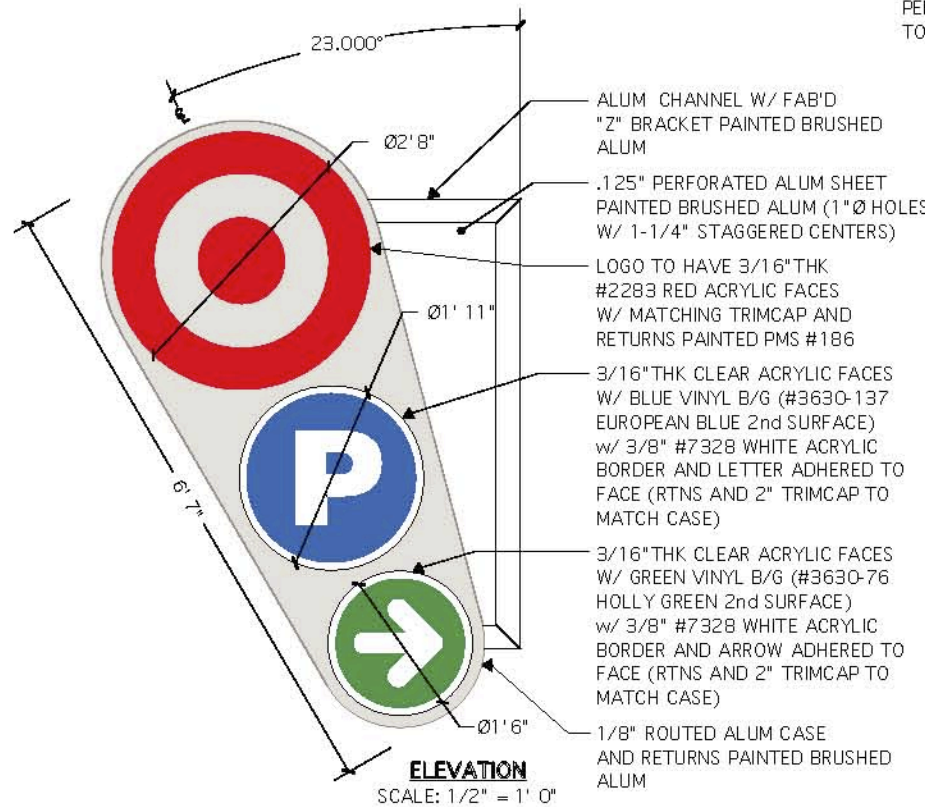 PE
TO
23.000°
℄
Ø2'8"
ALUM CHANNEL W/ FAB'D
"Z" BRACKET PAINTED BRUSHED
ALUM
.125" PERFORATED ALUM SHEET
PAINTED BRUSHED ALUM (1"Ø HOLES
W/ 1-1/4" STAGGERED CENTERS)
LOGO TO HAVE 3/16"THK
#2283 RED ACRYLIC FACES
W/ MATCHING TRIMCAP AND
RETURNS PAINTED PMS #186
Ø1' 11"
3/16"THK CLEAR ACRYLIC FACES
W/ BLUE VINYL B/G (#3630-137
EUROPEAN BLUE 2nd SURFACE)
w/ 3/8" #7328 WHITE ACRYLIC
BORDER AND LETTER ADHERED TO
FACE (RTNS AND 2" TRIMCAP TO
MATCH CASE)
P
6' 7"
3/16"THK CLEAR ACRYLIC FACES
W/ GREEN VINYL B/G (#3630-76
HOLLY GREEN 2nd SURFACE)
w/ 3/8" #7328 WHITE ACRYLIC
BORDER AND ARROW ADHERED TO
FACE (RTNS AND 2" TRIMCAP TO
MATCH CASE)
Ø1'6"
1/8" ROUTED ALUM CASE
AND RETURNS PAINTED BRUSHED
ALUM
ELEVATION
SCALE: 1/2" = 1' 0"